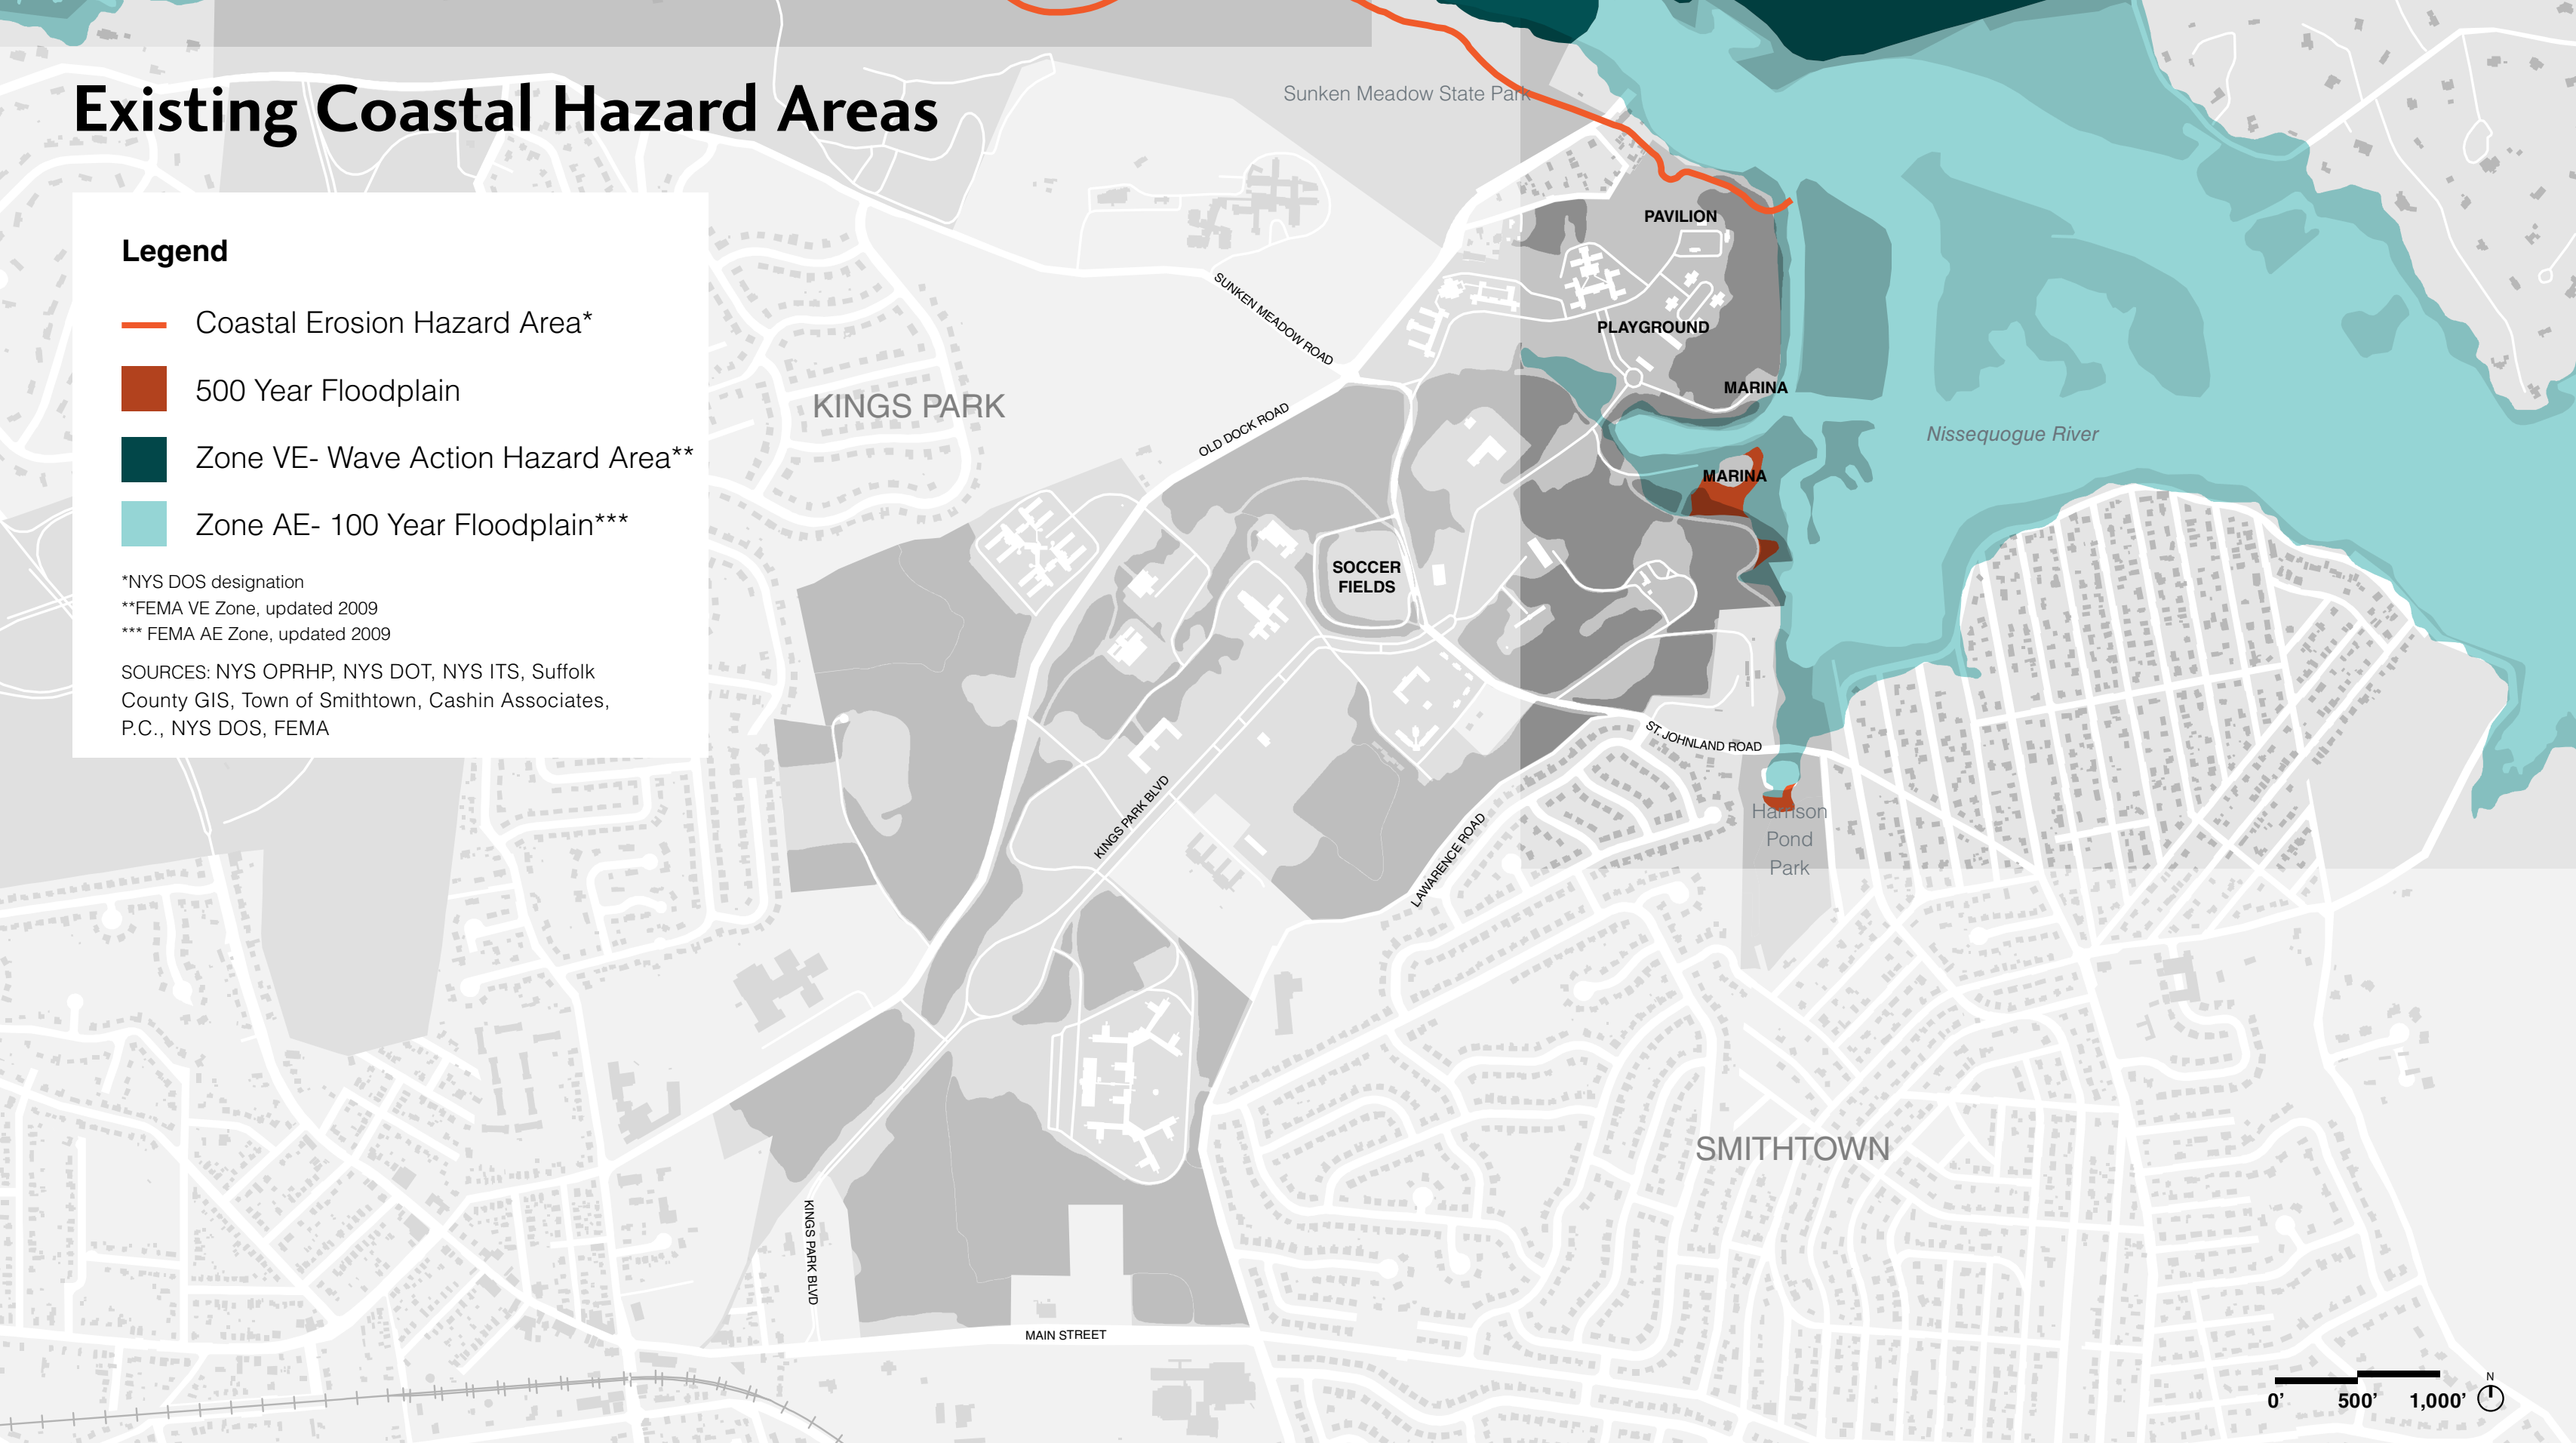 Existing Coastal Hazard Areas
Legend
Coastal Erosion Hazard Area*
500 Year Floodplain
Zone VE- Wave Action Hazard Area**
Zone AE- 100 Year Floodplain***
*NYS DOS designation
**FEMA VE Zone, updated 2009
*** FEMA AE Zone, updated 2009
SOURCES: NYS OPRHP, NYS DOT, NYS ITS, Suffolk
County GIS, Town of Smithtown, Cashin Associates,
P.C., NYS DOS, FEMA
Sunken Meadow State Park
PAVILION
SUNKEN MEADOW ROAD
PLAYGROUND
MARINA
KINGS PARK
OLD DOCK ROAD
Nissequogue River
MARINA
SOCCER
FIELDS
ST. JOHNLAND ROAD
KINGS PARK BLVD
LAWARENCE ROAD
Harrison
Pond
Park
SMITHTOWN
KINGS PARK BLVD
MAIN STREET
N
0' 500' 1,000'